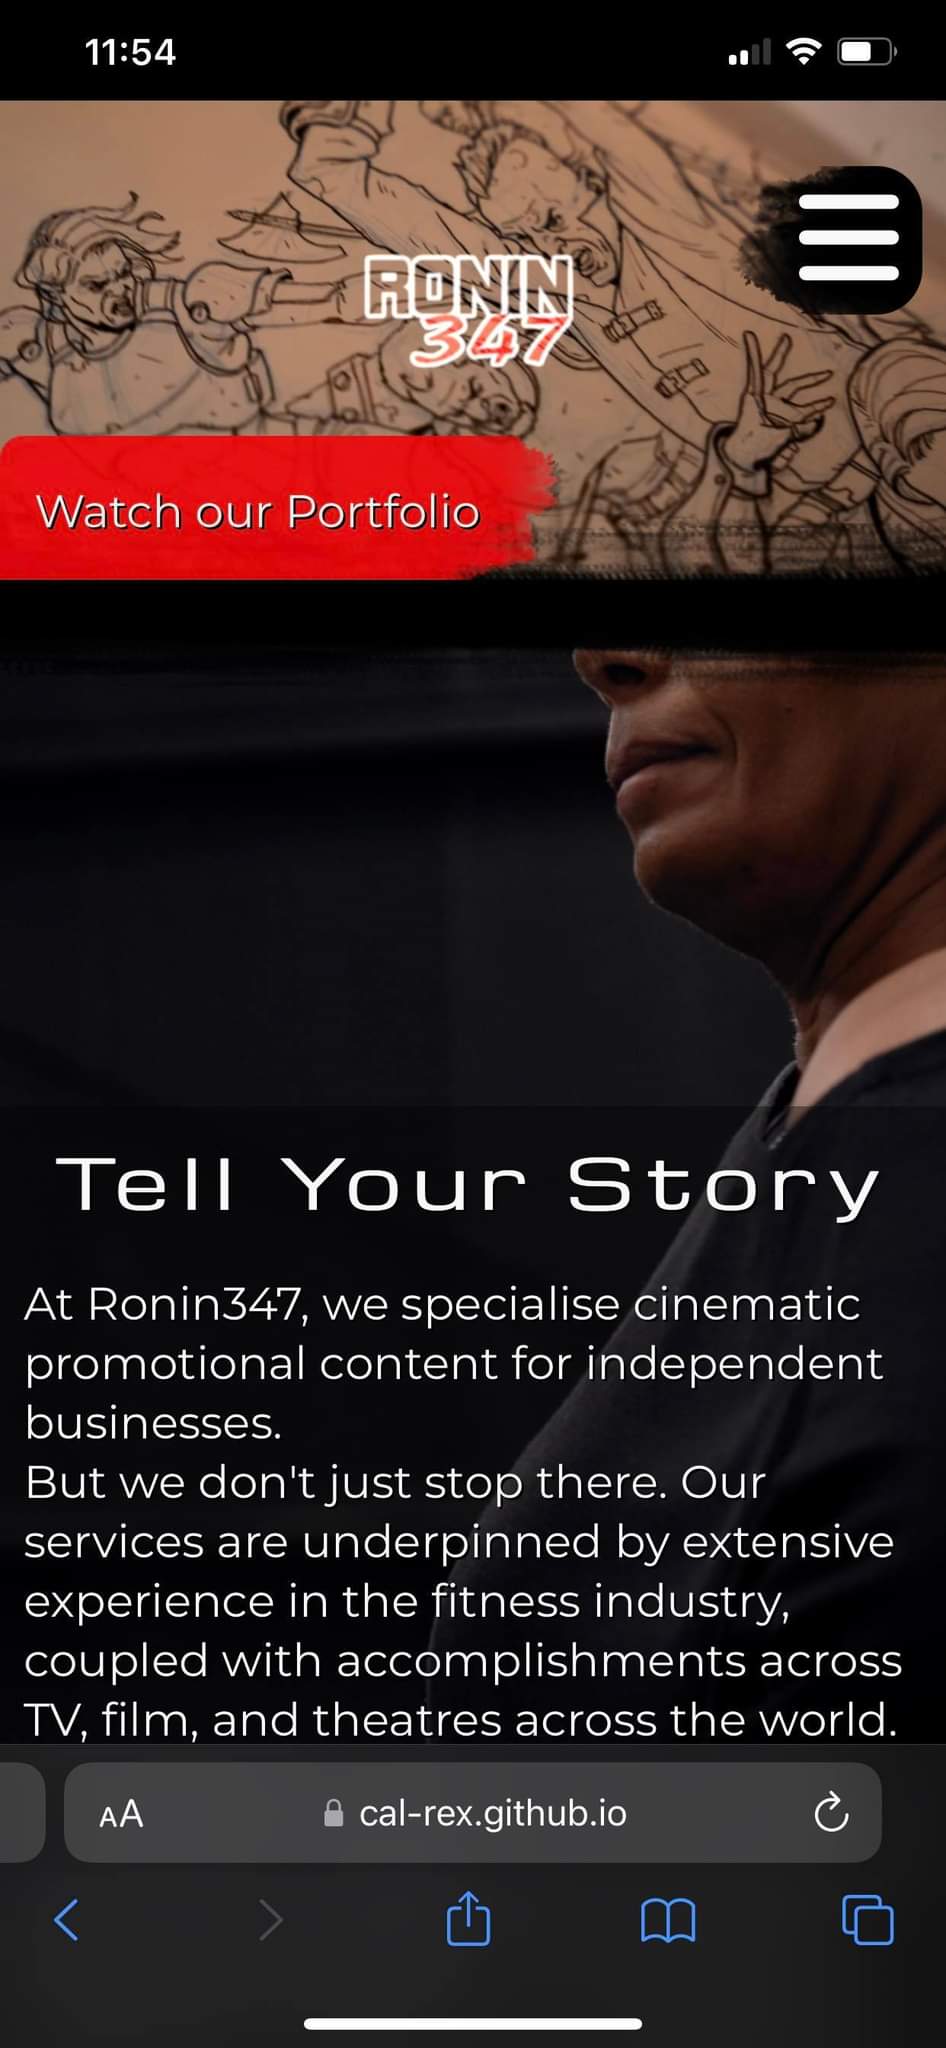 11:54
RONIN
347
Watch our Portfolio
Tell Your Story
At Ronin347, we specialise cinematic
promotional content for independent
businesses.
But we don't just stop there. Our
services are underpinned by extensive
experience in the fitness industry,
coupled with accomplishments across
TV, film, and theatres across the world.
AA
cal-rex.github.io